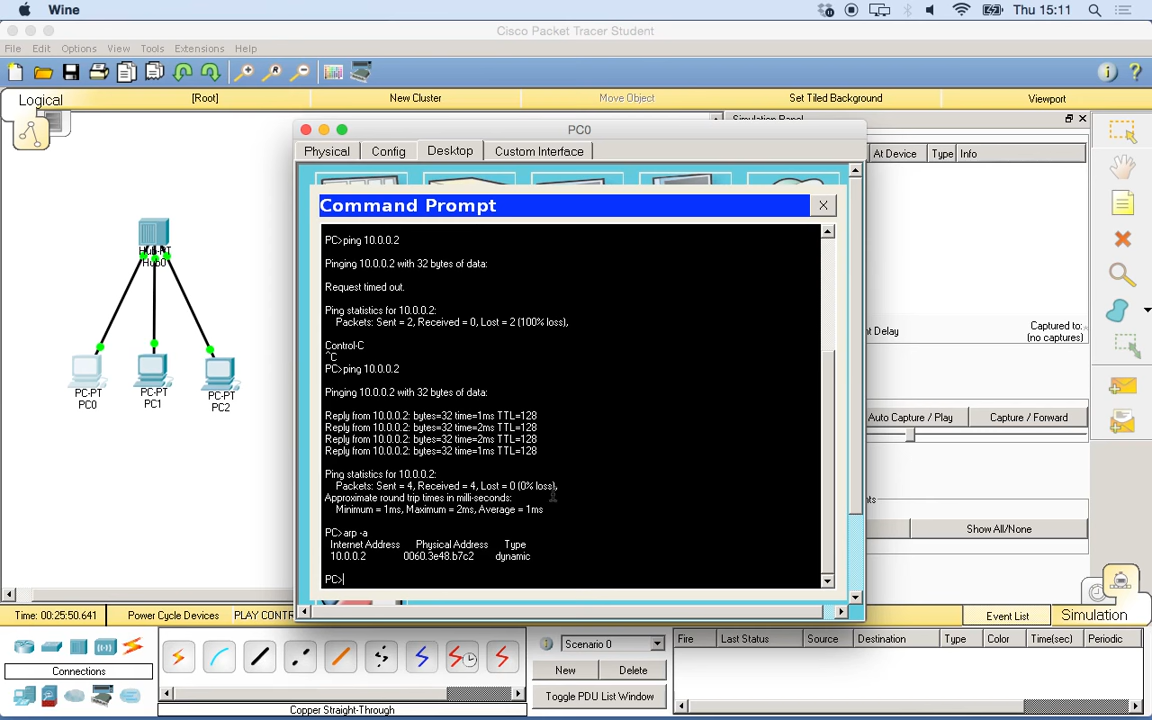 Wine
Thu 15:11
Cisco Packet Tracer Student
File Edit Options View Tools Extensions Help
Logical
[Root]
New Cluster
Move Object
Set Tiled Background
Viewport
PC0
Physical Config Desktop Custom Interface
At Device Type Info
Command Prompt
X
PC>ping 10.0.0.2
Pinging 10.0.0.2 with 32 bytes of data:
Request timed out.
Ping statistics for 10.0.0.2:
Packets: Sent = 2, Received = 0, Lost = 2 (100% loss),
Control-C
^C
PC>ping 10.0.0.2
Pinging 10.0.0.2 with 32 bytes of data:
Reply from 10.0.0.2: bytes=32 time=1ms TTL=128
Reply from 10.0.0.2: bytes=32 time=2ms TTL=128
Reply from 10.0.0.2: bytes=32 time=2ms TTL=128
Reply from 10.0.0.2: bytes=32 time=1ms TTL=128
Ping statistics for 10.0.0.2:
Packets: Sent = 4, Received = 4, Lost = 0 (0% loss),
Approximate round trip times in milli-seconds:
Minimum = 1ms, Maximum = 2ms, Average = 1ms
PC>arp -a
Internet Address Physical Address Type
10.0.0.2 0060.3e48.b7c2 dynamic
PC>
Hub-PT
Hub0
PC-PT
PC0
PC-PT
PC1
PC-PT
PC2
Delay
Captured to:
(no captures)
Auto Capture / Play
Capture / Forward
Show All/None
Time: 00:25:50.641
Power Cycle Devices
Event List
Simulation
Connections
Copper Straight-Through
Scenario 0
New
Delete
Toggle PDU List Window
Fire Last Status Source Destination Type Color Time(sec) Periodic